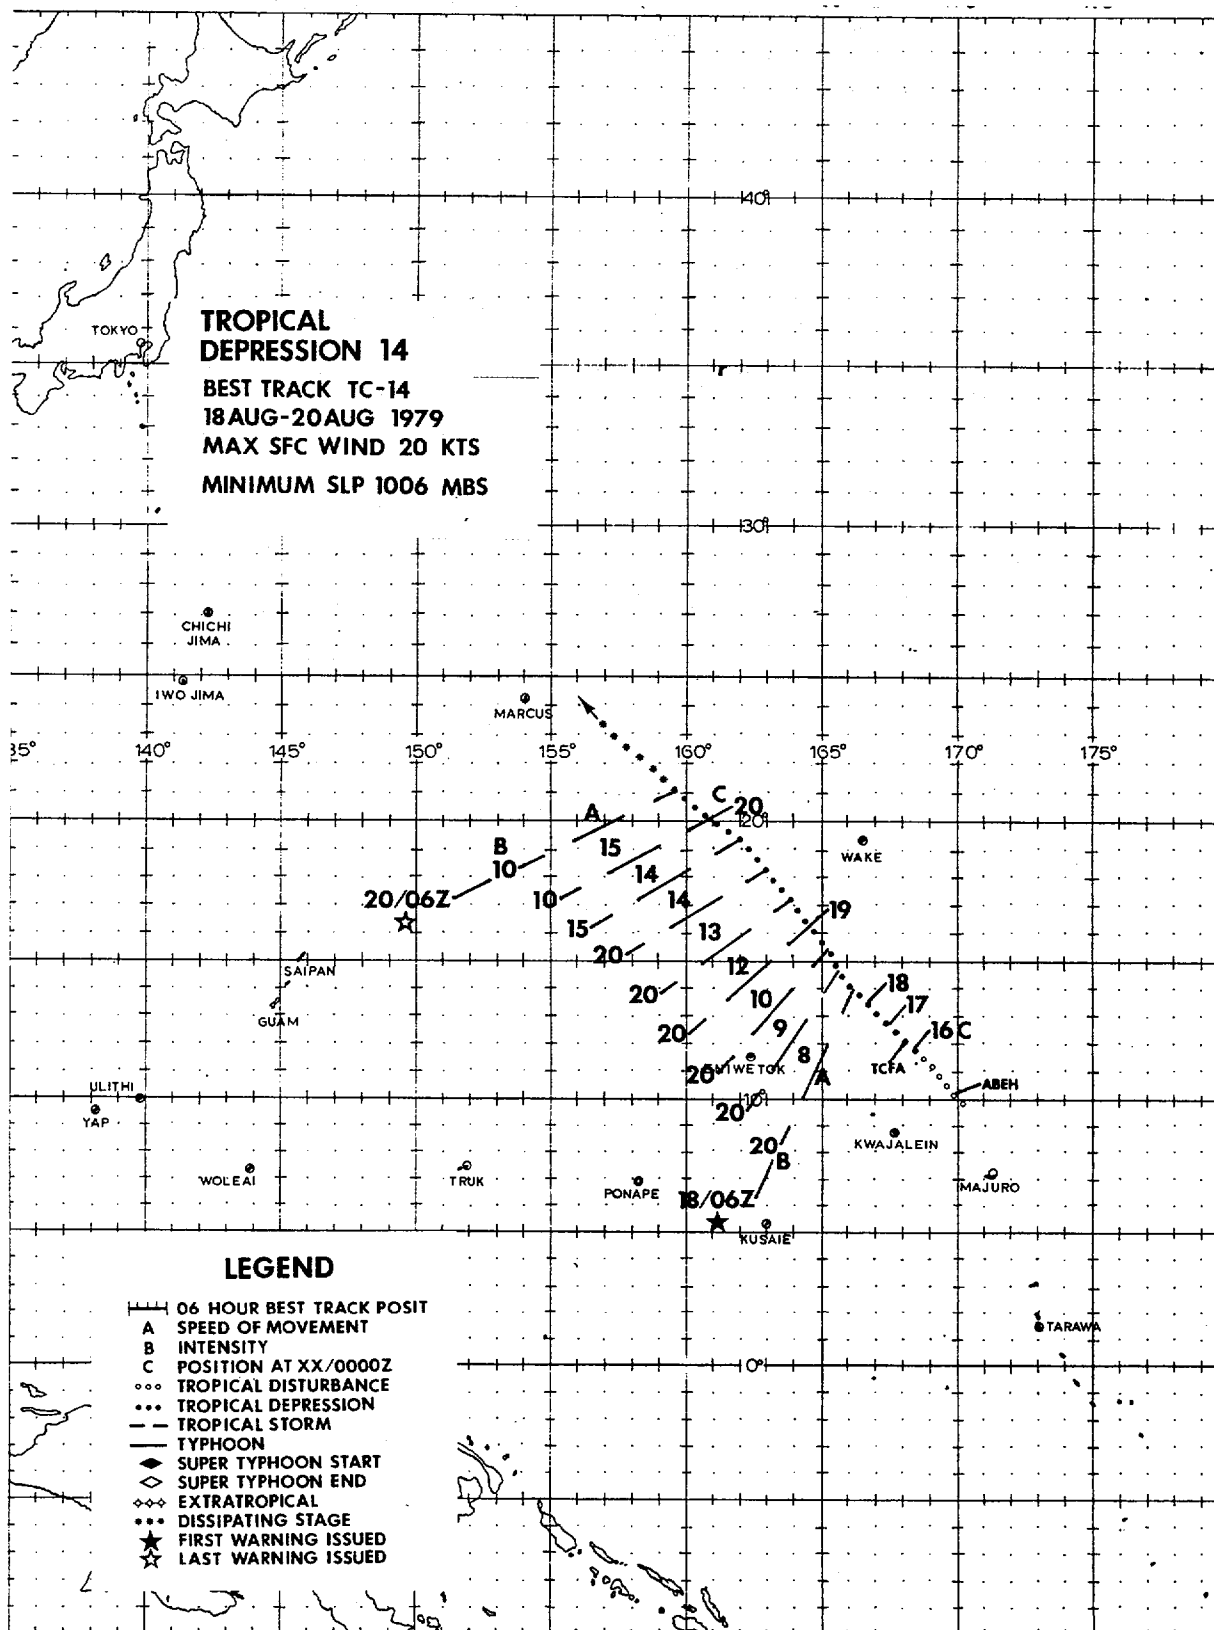 40°
TOKYO
TROPICAL
DEPRESSION 14
BEST TRACK TC-14
18AUG-20AUG 1979
MAX SFC WIND 20 KTS
MINIMUM SLP 1006 MBS
30°
CHICHI
JIMA
IWO JIMA
MARCUS
35° 140° 145° 150° 155° 160° 165° 170° 175°
C
20
20°
A
B
15
10
14
WAKE
20/06Z
10
14
19
15
13
20
12
SAIPAN
20
10
18
17
GUAM
20
9
16 C
8
ENIWETOK
20
A
TCFA
ABEH
ULITHI
10°
20
YAP
KWAJALEIN
20
B
WOLEAI
TRUK
PONAPE
MAJURO
18/06Z
KUSAIE
LEGEND
06 HOUR BEST TRACK POSIT
A SPEED OF MOVEMENT
B INTENSITY
C POSITION AT XX/0000Z
TROPICAL DISTURBANCE
TROPICAL DEPRESSION
TROPICAL STORM
TYPHOON
SUPER TYPHOON START
SUPER TYPHOON END
EXTRATROPICAL
DISSIPATING STAGE
FIRST WARNING ISSUED
LAST WARNING ISSUED
TARAWA
0°